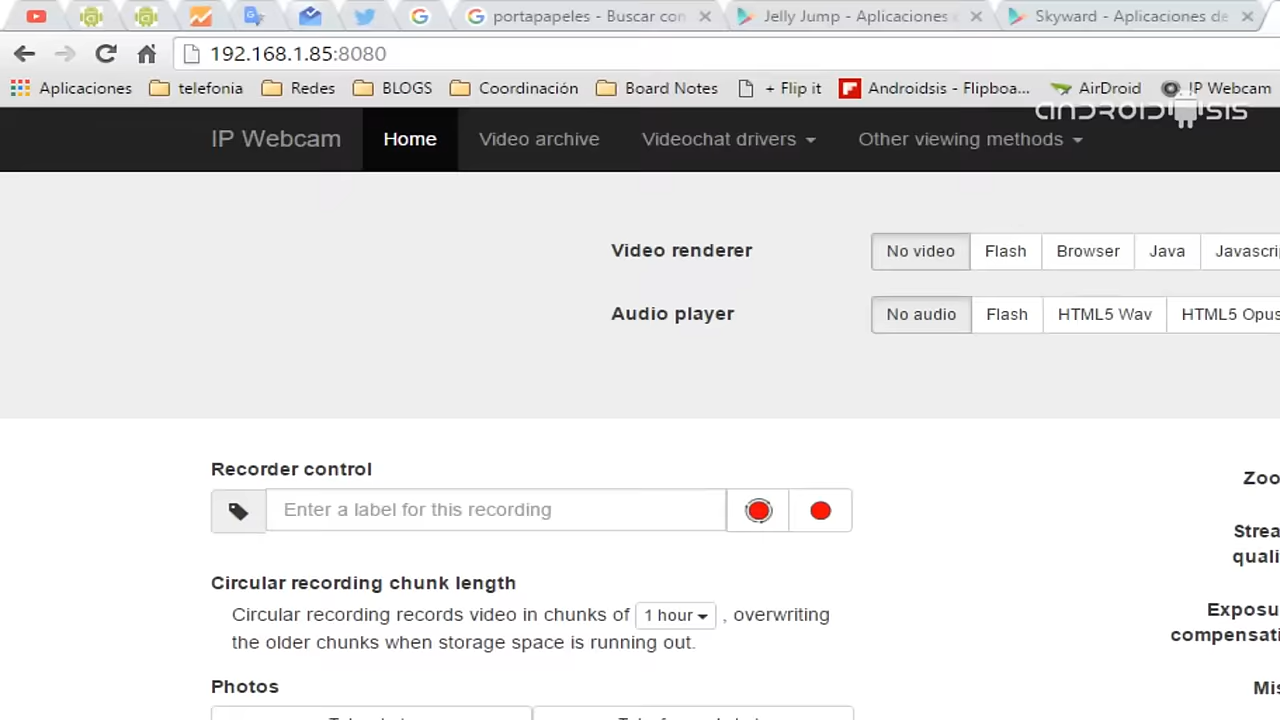 portapapeles - Buscar con
Jelly Jump - Aplicaciones
Skyward - Aplicaciones de
192.168.1.85:8080
Aplicaciones telefonia Redes BLOGS Coordinación Board Notes + Flip it Androidsis - Flipboa... AirDroid IP Webcam
ANDROIDSIS
IP Webcam Home Video archive Videochat drivers Other viewing methods
Video renderer No video Flash Browser Java Javascri
Audio player No audio Flash HTML5 Wav HTML5 Opus
Recorder control
Zoo
Enter a label for this recording
Strea
quali
Circular recording chunk length
Circular recording records video in chunks of 1 hour , overwriting
the older chunks when storage space is running out.
Exposu
compensati
Photos
Mis